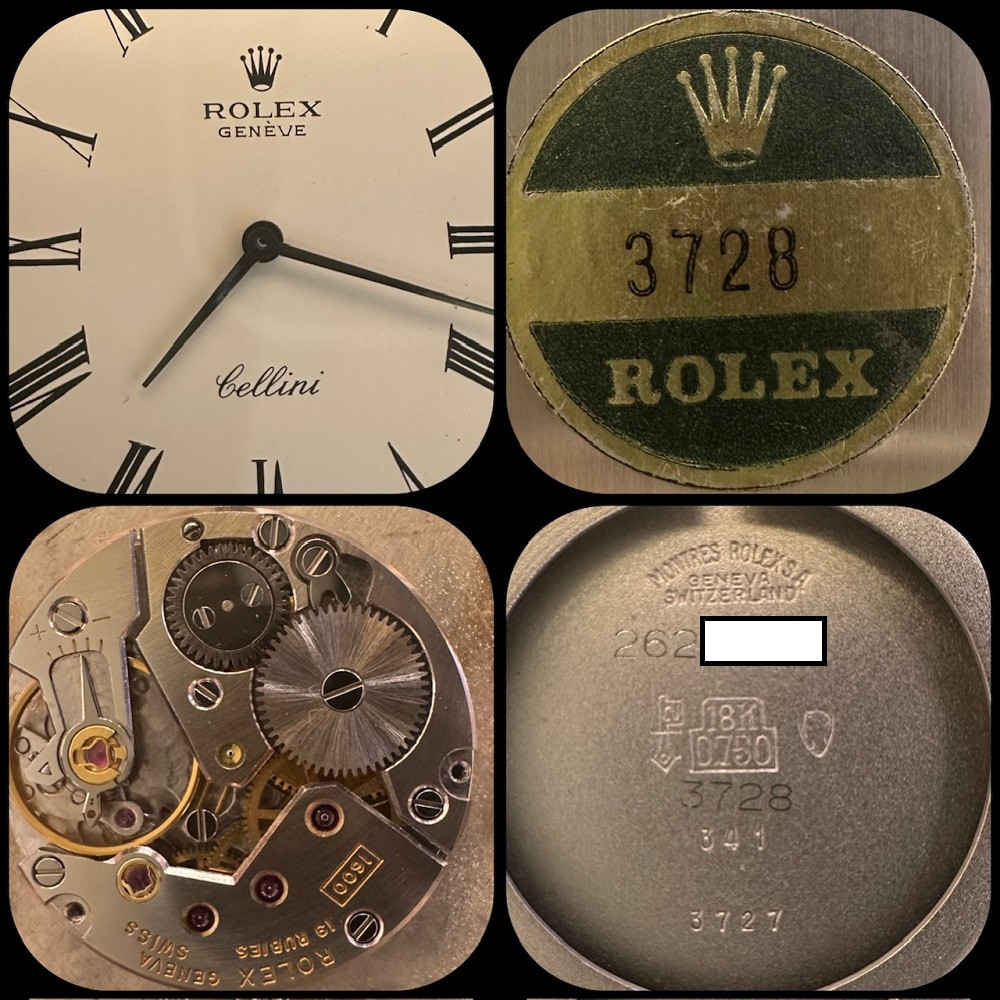 ROLEX
GENÈVE
Cellini
3728
ROLEX
1600
19 RUBIES
ROLEX GENEVA
SWISS
MONTRES ROLEX S.A
GENEVA
SWITZERLAND
262
18K
0.750
3728
341
3727